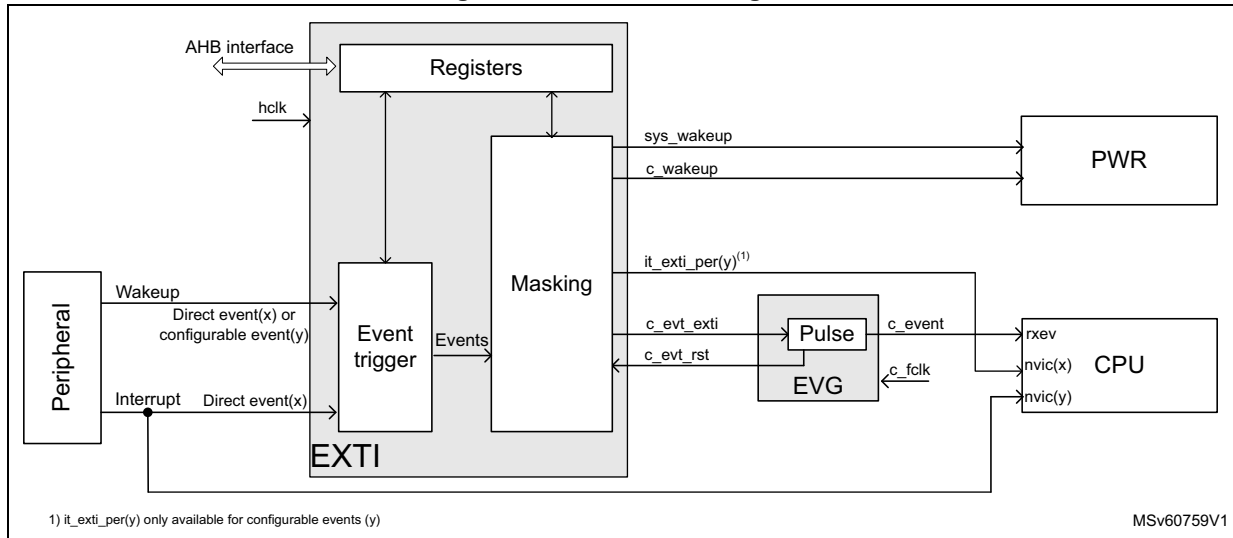 AHB interface
Registers
hclk
sys_wakeup
PWR
c_wakeup
it_exti_per(y)(1)
Masking
Peripheral
Wakeup
Direct event(x) or
configurable event(y)
Event
trigger
Events
c_evt_exti
Pulse
c_event
rxev
c_evt_rst
nvic(x)
CPU
EVG
c_fclk
Interrupt
Direct event(x)
nvic(y)
EXTI
1) it_exti_per(y) only available for configurable events (y)
MSv60759V1